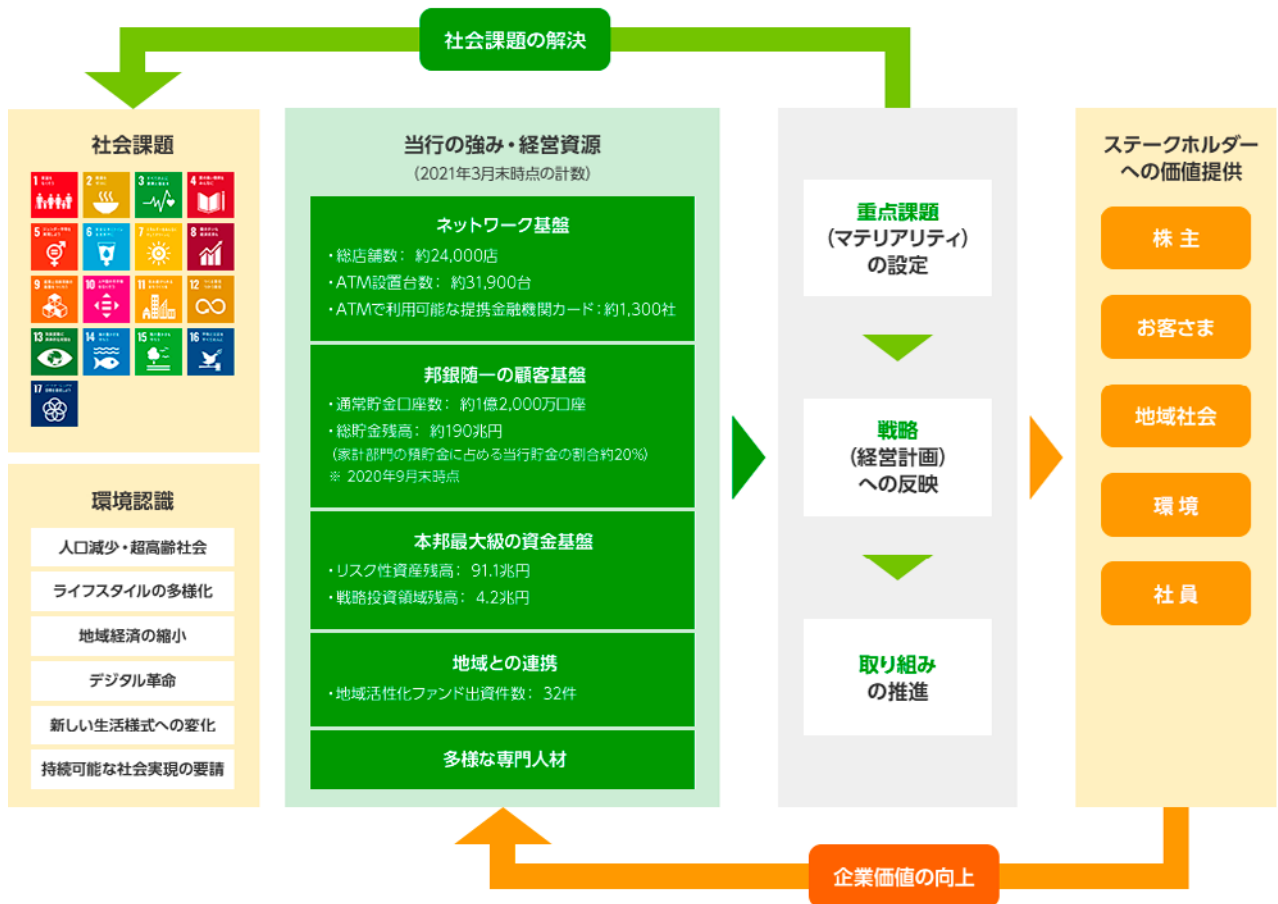 社会課題の解決
社会課題
1
2
3
4
5
6
7
8
9
10
11
12
13
14
15
16
17
環境認識
人口減少・超高齢社会
ライフスタイルの多様化
地域経済の縮小
デジタル革命
新しい生活様式への変化
持続可能な社会実現の要請
当行の強み・経営資源
(2021年3月末時点の計数)
ネットワーク基盤
・総店舗数: 約24,000店
・ATM設置台数: 約31,900台
・ATMで利用可能な提携金融機関カード:約1,300社
邦銀随一の顧客基盤
・通常貯金口座数: 約1億2,000万口座
・総貯金残高: 約190兆円
(家計部門の預貯金に占める当行貯金の割合約20%)
※ 2020年9月末時点
本邦最大級の資金基盤
・リスク性資産残高: 91.1兆円
・戦略投資領域残高: 4.2兆円
地域との連携
・地域活性化ファンド出資件数: 32件
多様な専門人材
重点課題
(マテリアリティ)
の設定
戦略
(経営計画)
への反映
取り組み
の推進
ステークホルダー
への価値提供
株主
お客さま
地域社会
環境
社員
企業価値の向上